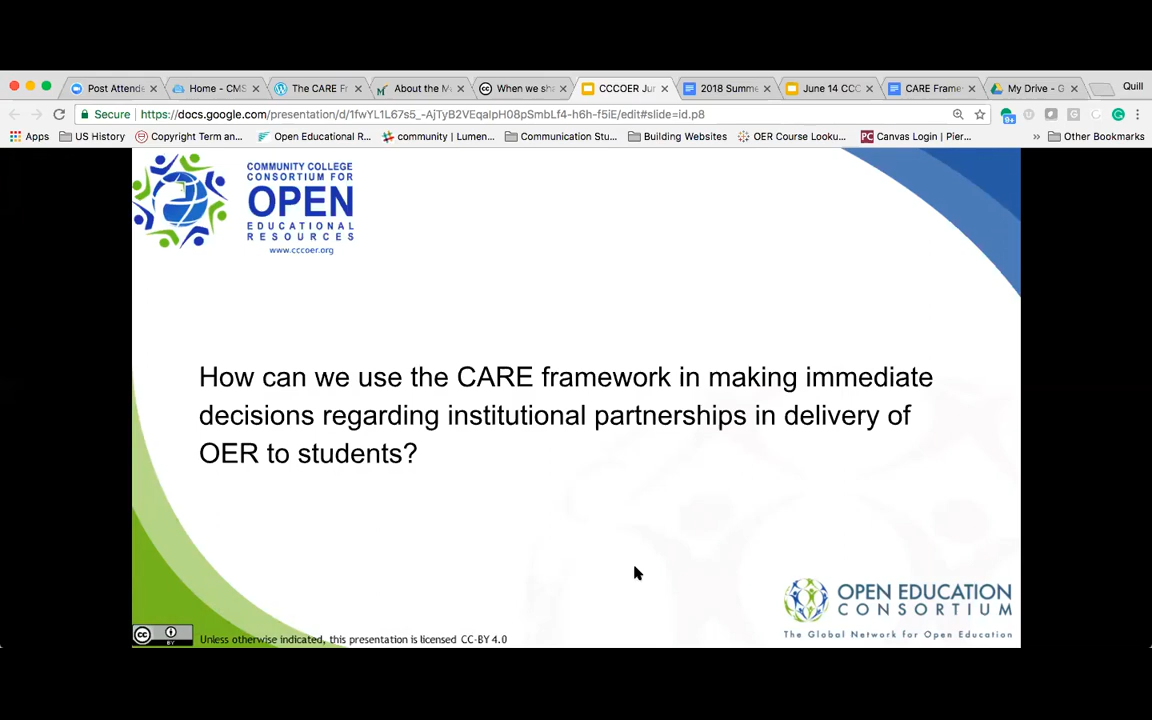 Post Attende
Home - CMS
The CARE Fr
About the M
When we sha
CCCOER Jun
2018 Summe
June 14 CCC
CARE Frame
My Drive - G
Quill
Secure
https://docs.google.com/presentation/d/1fwYL1L67s5_-AjTyB2VEqaIpH08pSmbLf4-h6h-f5iE/edit#slide=id.p8
Apps
US History
Copyright Term an...
Open Educational R...
community | Lumen...
Communication Stu...
Building Websites
OER Course Looku...
Canvas Login | Pier...
Other Bookmarks
COMMUNITY COLLEGE
CONSORTIUM FOR
OPEN
EDUCATIONAL
RESOURCES
www.cccoer.org
How can we use the CARE framework in making immediate
decisions regarding institutional partnerships in delivery of
OER to students?
OPEN EDUCATION
CONSORTIUM
The Global Network for Open Education
cc
BY
Unless otherwise indicated, this presentation is licensed CC-BY 4.0